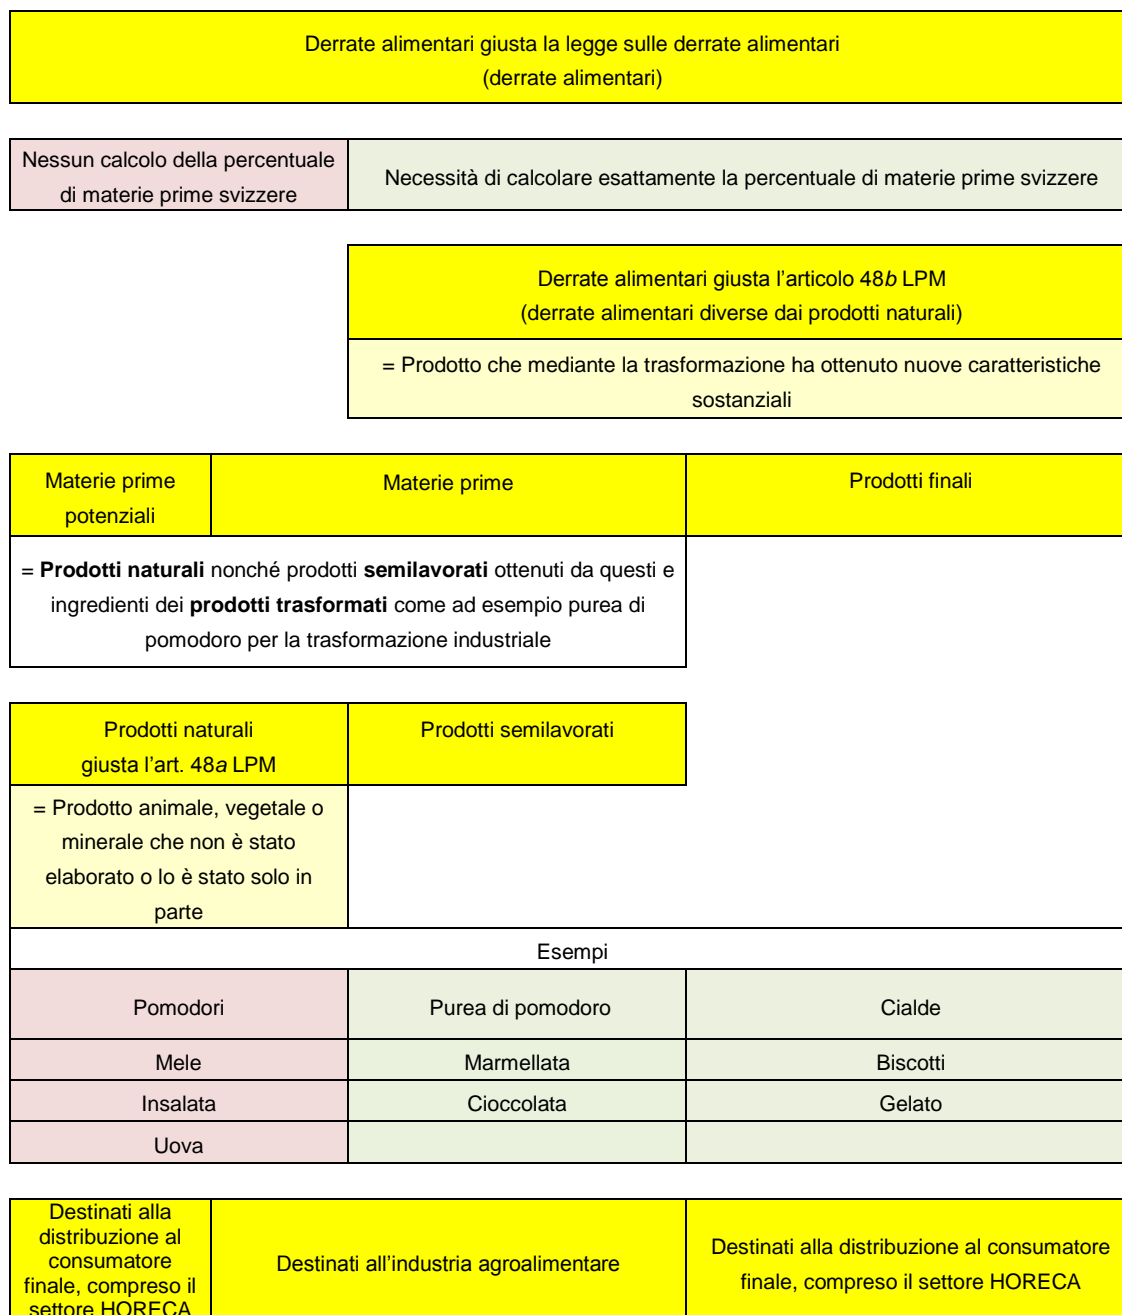 Derrate alimentari giusta la legge sulle derrate alimentari
(derrate alimentari)
Nessun calcolo della percentuale
di materie prime svizzere
Necessità di calcolare esattamente la percentuale di materie prime svizzere
Derrate alimentari giusta l'articolo 48b LPM
(derrate alimentari diverse dai prodotti naturali)
= Prodotto che mediante la trasformazione ha ottenuto nuove caratteristiche
sostanziali
Materie prime
potenziali
Materie prime
Prodotti finali
= Prodotti naturali nonché prodotti semilavorati ottenuti da questi e
ingredienti dei prodotti trasformati come ad esempio purea di
pomodoro per la trasformazione industriale
Prodotti naturali
giusta l'art. 48a LPM
Prodotti semilavorati
= Prodotto animale, vegetale o
minerale che non è stato
elaborato o lo è stato solo in
parte
Esempi
Pomodori
Purea di pomodoro
Cialde
Mele
Marmellata
Biscotti
Insalata
Cioccolata
Gelato
Uova
Destinati alla
distribuzione al
consumatore
finale, compreso il
settore HORECA
Destinati all'industria agroalimentare
Destinati alla distribuzione al consumatore
finale, compreso il settore HORECA